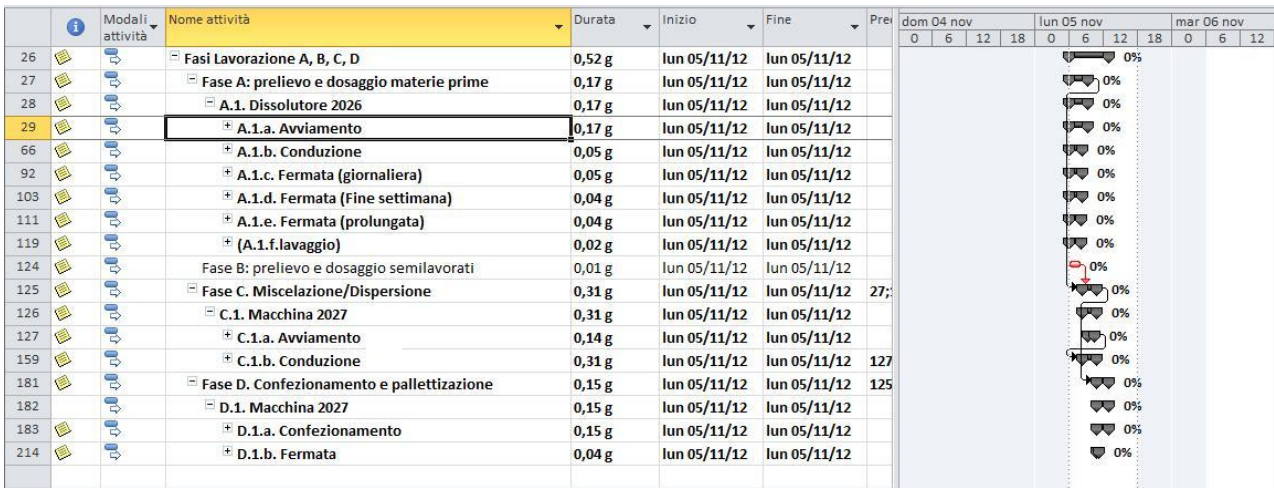 Modali attività Nome attività Durata Inizio Fine Pre dom 04 nov lun 05 nov mar 06 nov
0 6 12 18 0 6 12 18 0 6 12
26 Fasi Lavorazione A, B, C, D 0,52 g lun 05/11/12 lun 05/11/12 0%
27 Fase A: prelievo e dosaggio materie prime 0,17 g lun 05/11/12 lun 05/11/12 0%
28 A.1. Dissolutore 2026 0,17 g lun 05/11/12 lun 05/11/12 0%
29 A.1.a. Avviamento 0,17 g lun 05/11/12 lun 05/11/12 0%
66 A.1.b. Conduzione 0,05 g lun 05/11/12 lun 05/11/12 0%
92 A.1.c. Fermata (giornaliera) 0,05 g lun 05/11/12 lun 05/11/12 0%
103 A.1.d. Fermata (Fine settimana) 0,04 g lun 05/11/12 lun 05/11/12 0%
111 A.1.e. Fermata (prolungata) 0,04 g lun 05/11/12 lun 05/11/12 0%
119 (A.1.f.lavaggio) 0,02 g lun 05/11/12 lun 05/11/12 0%
124 Fase B: prelievo e dosaggio semilavorati 0,01 g lun 05/11/12 lun 05/11/12 0%
125 Fase C. Miscelazione/Dispersione 0,31 g lun 05/11/12 lun 05/11/12 27; 0%
126 C.1. Macchina 2027 0,31 g lun 05/11/12 lun 05/11/12 0%
127 C.1.a. Avviamento 0,14 g lun 05/11/12 lun 05/11/12 0%
159 C.1.b. Conduzione 0,31 g lun 05/11/12 lun 05/11/12 127 0%
181 Fase D. Confezionamento e pallettizazione 0,15 g lun 05/11/12 lun 05/11/12 125 0%
182 D.1. Macchina 2027 0,15 g lun 05/11/12 lun 05/11/12 0%
183 D.1.a. Confezionamento 0,15 g lun 05/11/12 lun 05/11/12 0%
214 D.1.b. Fermata 0,04 g lun 05/11/12 lun 05/11/12 0%